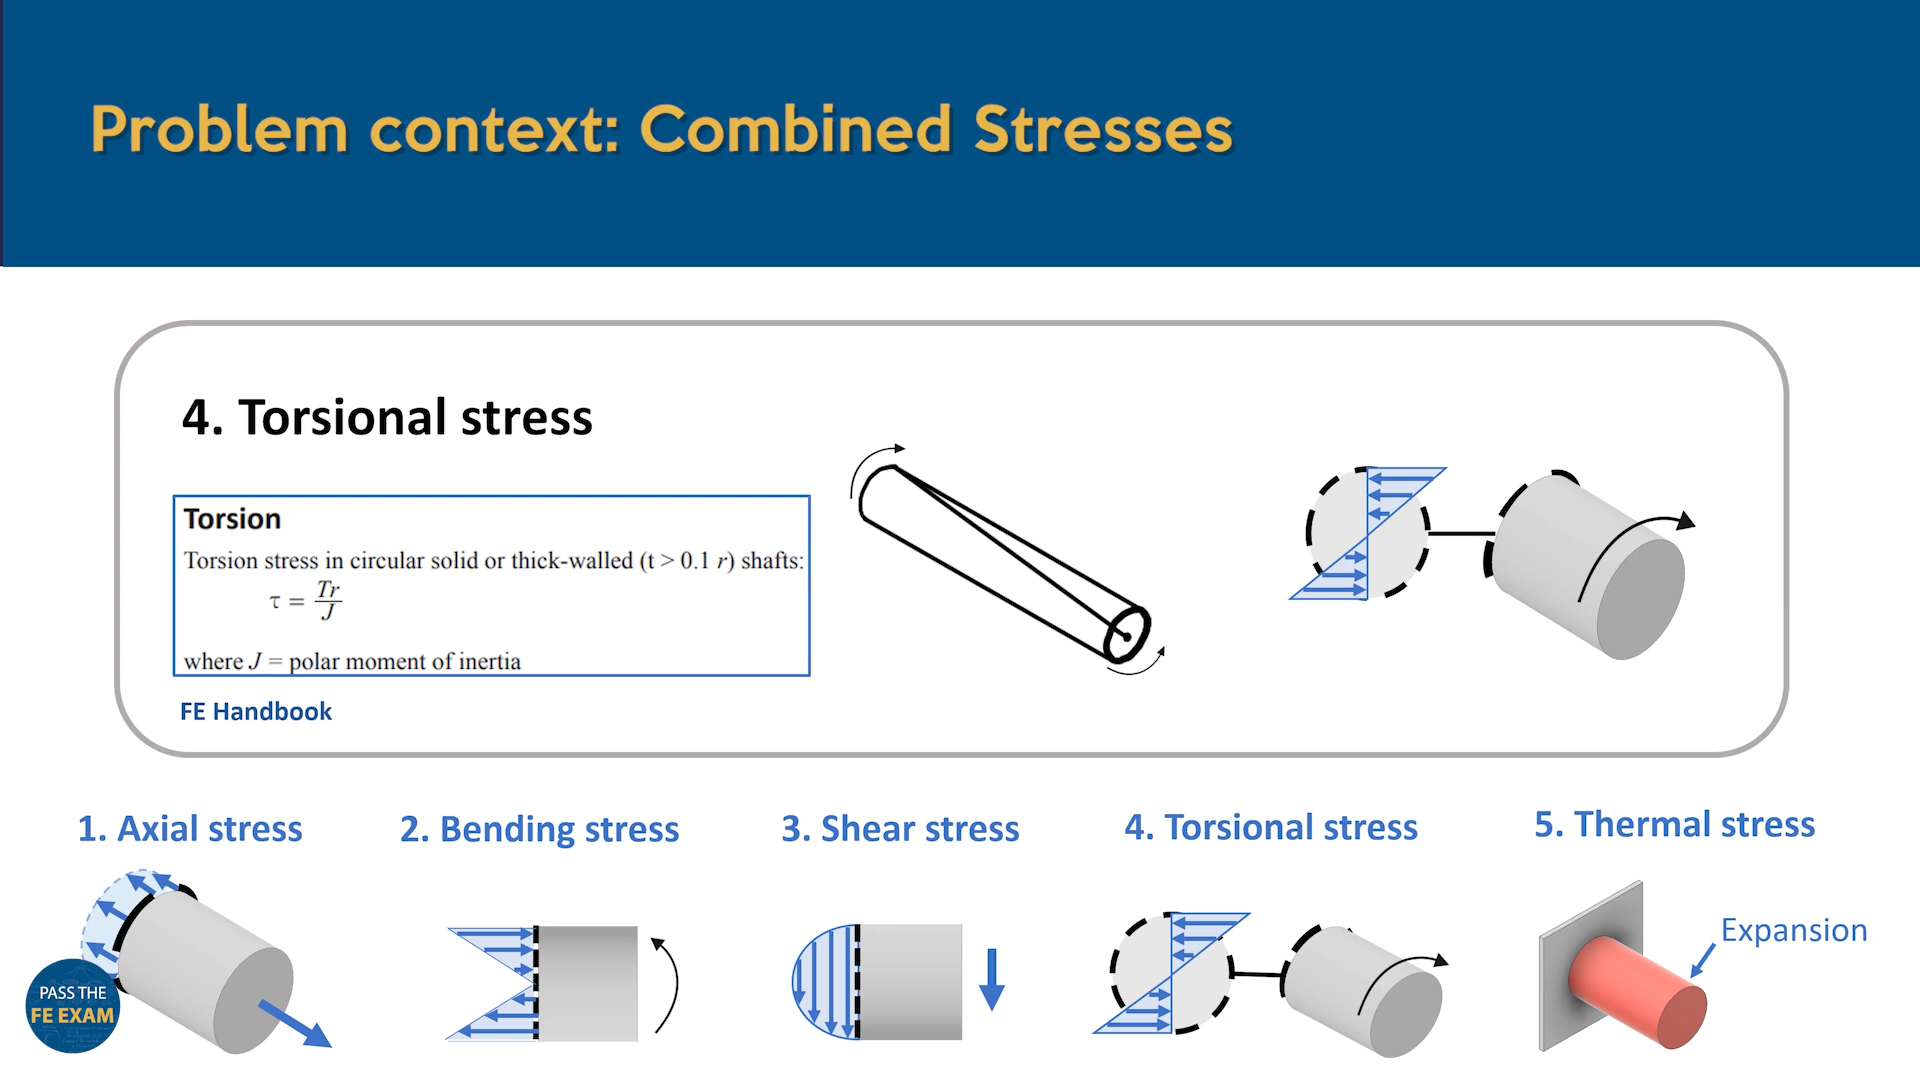 Problem context: Combined Stresses
4. Torsional stress
Torsion
Torsion stress in circular solid or thick-walled (t > 0.1 r) shafts:
τ = Tr/J
where J = polar moment of inertia
FE Handbook
1. Axial stress
2. Bending stress
3. Shear stress
4. Torsional stress
5. Thermal stress
Expansion
PASS THE
FE EXAM